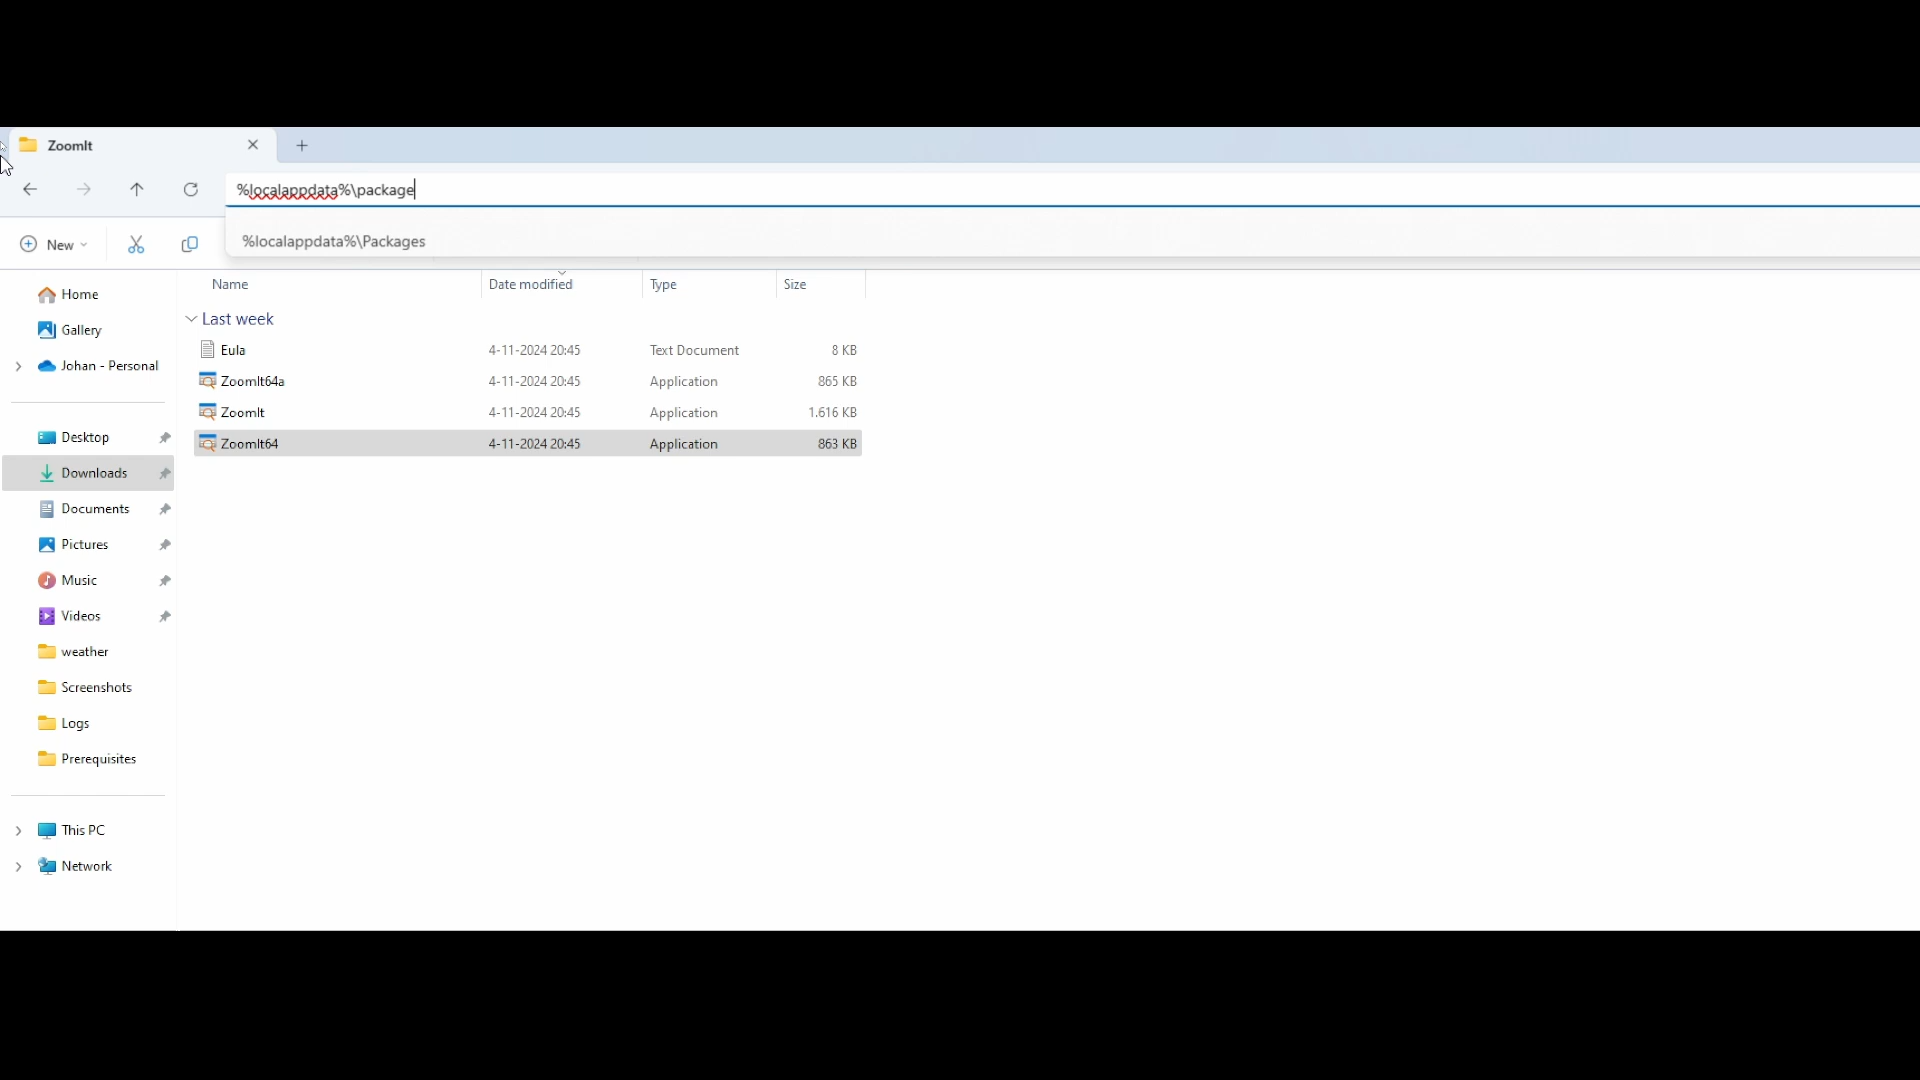 ZoomIt
%localappdata%\package
New
%localappdata%\Packages
Name Date modified Type Size
Last week
Eula 4-11-2024 20:45 Text Document 8 KB
ZoomIt64a 4-11-2024 20:45 Application 865 KB
ZoomIt 4-11-2024 20:45 Application 1.616 KB
ZoomIt64 4-11-2024 20:45 Application 863 KB
Home
Gallery
Johan - Personal
Desktop
Downloads
Documents
Pictures
Music
Videos
weather
Screenshots
Logs
Prerequisites
This PC
Network